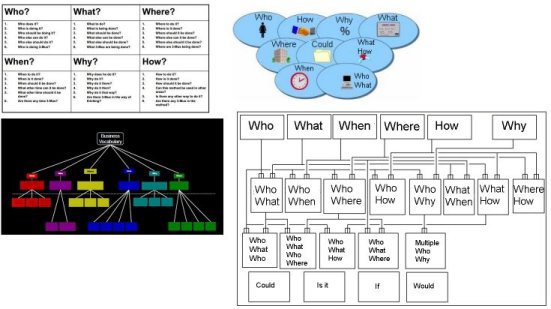 Who?
1. Who does it?
2. Who is doing it?
3. Who should be doing it?
4. Who else can do it?
5. Who else should do it?
6. Who is doing 3-Mus?
What?
1. What to do?
2. What is being done?
3. What should be done?
4. What else can be done?
5. What else should be done?
6. What 3-Mus are being done?
Where?
1. Where to do it?
2. Where is it done?
3. Where should it be done?
4. Where else can it be done?
5. Where else should it be done?
6. Where are 3-Mus being done?
When?
1. When to do it?
2. When is it done?
3. When should it be done?
4. What other time can it be done?
5. What other time should it be
done?
6. Are there any time 3-Mus?
Why?
1. Why does he do it?
2. Why do it?
3. Why do it there?
4. Why do it then?
5. Why do it that way?
6. Are there any 3-Mus in the way of
thinking?
How?
1. How to do it?
2. How is it done?
3. How should it be done?
4. Can this method be used in other
areas?
5. Is there any other way to do it?
6. Are there any 3-Mus in the
method?
Who
How
Why
%
What
Where
Could
What
How
When
Who
What
Business
Vocabulary
Who
What
When
Where
How
Why
Who
What
Who
When
Who
Where
Who
How
Who
Why
What
When
What
How
Where
How
Who
What
Who
Who
What
Who
Where
Who
What
How
Who
What
Where
Multiple
Who
Why
Could
Is it
If
Would